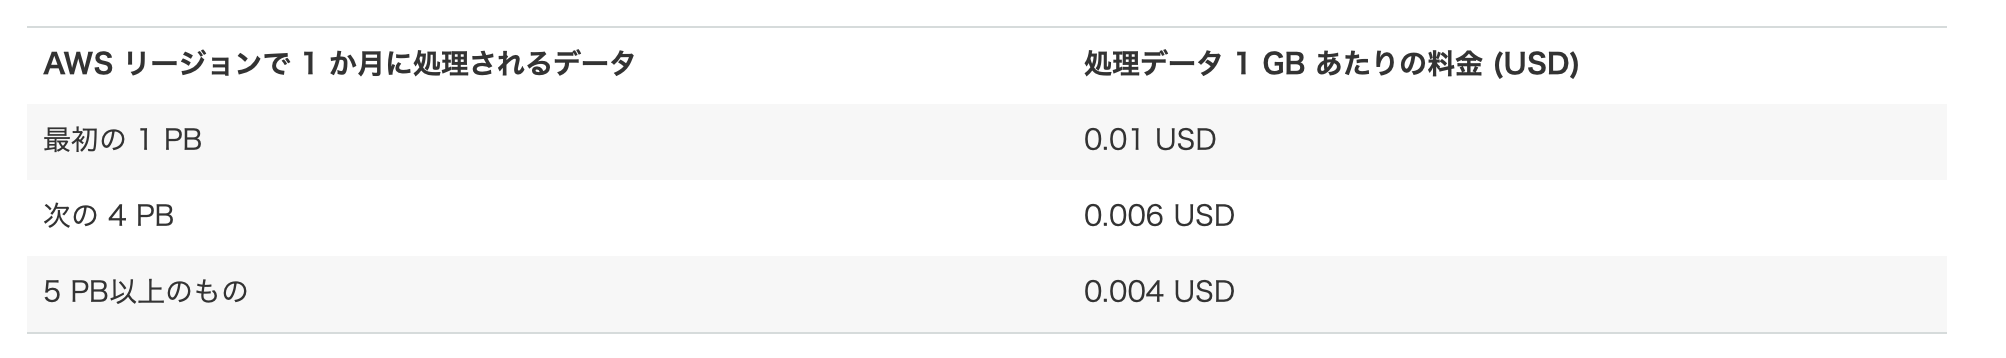 AWS リージョンで 1 か月に処理されるデータ 処理データ 1 GB あたりの料金 (USD)
最初の 1 PB 0.01 USD
次の 4 PB 0.006 USD
5 PB以上のもの 0.004 USD